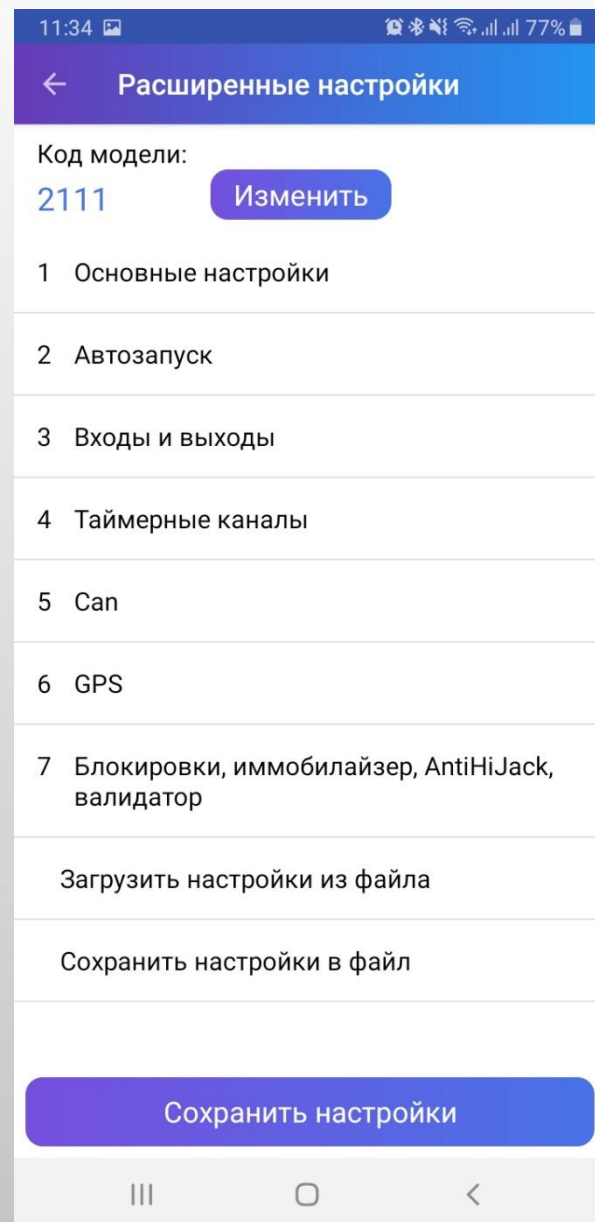 11:34 77%
Расширенные настройки
Код модели:
2111 Изменить
1 Основные настройки
2 Автозапуск
3 Входы и выходы
4 Таймерные каналы
5 Can
6 GPS
7 Блокировки, иммобилайзер, AntiHiJack,
валидатор
Загрузить настройки из файла
Сохранить настройки в файл
Сохранить настройки